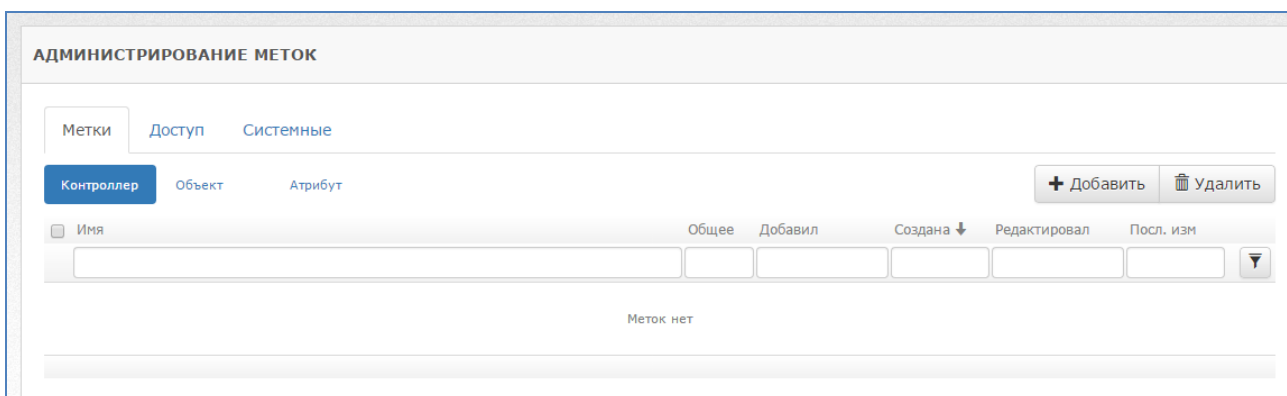 АДМИНИСТРИРОВАНИЕ МЕТОК
Метки Доступ Системные
Контроллер Объект Атрибут Добавить Удалить
Имя Общее Добавил Создана Редактировал Посл. изм
Меток нет